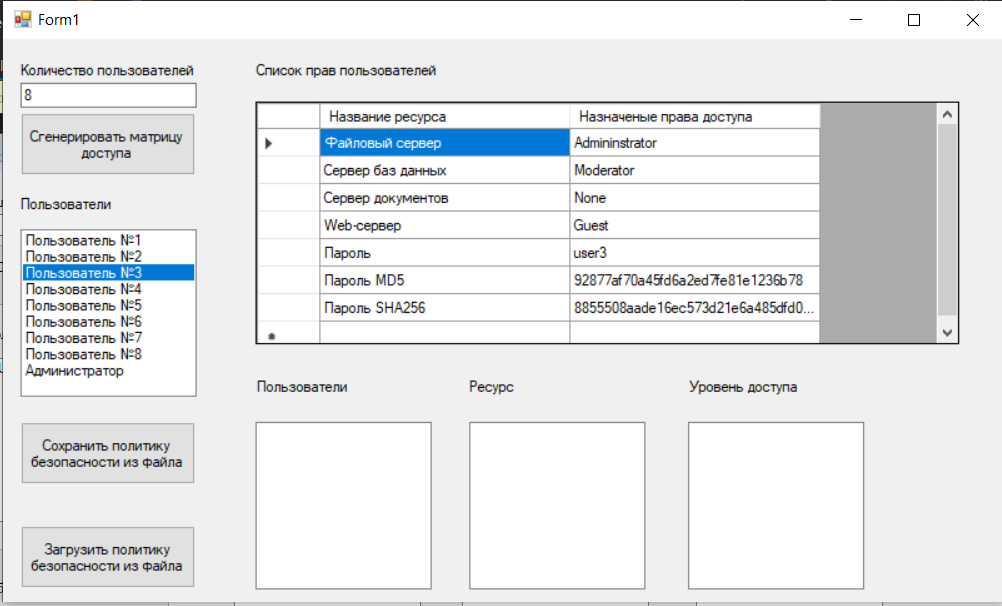 Form1
Количество пользователей
8
Сгенерировать матрицу
доступа
Пользователи
Пользователь №1
Пользователь №2
Пользователь №3
Пользователь №4
Пользователь №5
Пользователь №6
Пользователь №7
Пользователь №8
Администратор
Сохранить политику
безопасности из файла
Загрузить политику
безопасности из файла
Список прав пользователей
Название ресурса Назначеные права доступа
Файловый сервер Admininstrator
Сервер баз данных Moderator
Сервер документов None
Web-сервер Guest
Пароль user3
Пароль MD5 92877af70a45fd6a2ed7fe81e1236b78
Пароль SHA256 8855508aade16ec573d21e6a485dfd0...
Пользователи Ресурс Уровень доступа